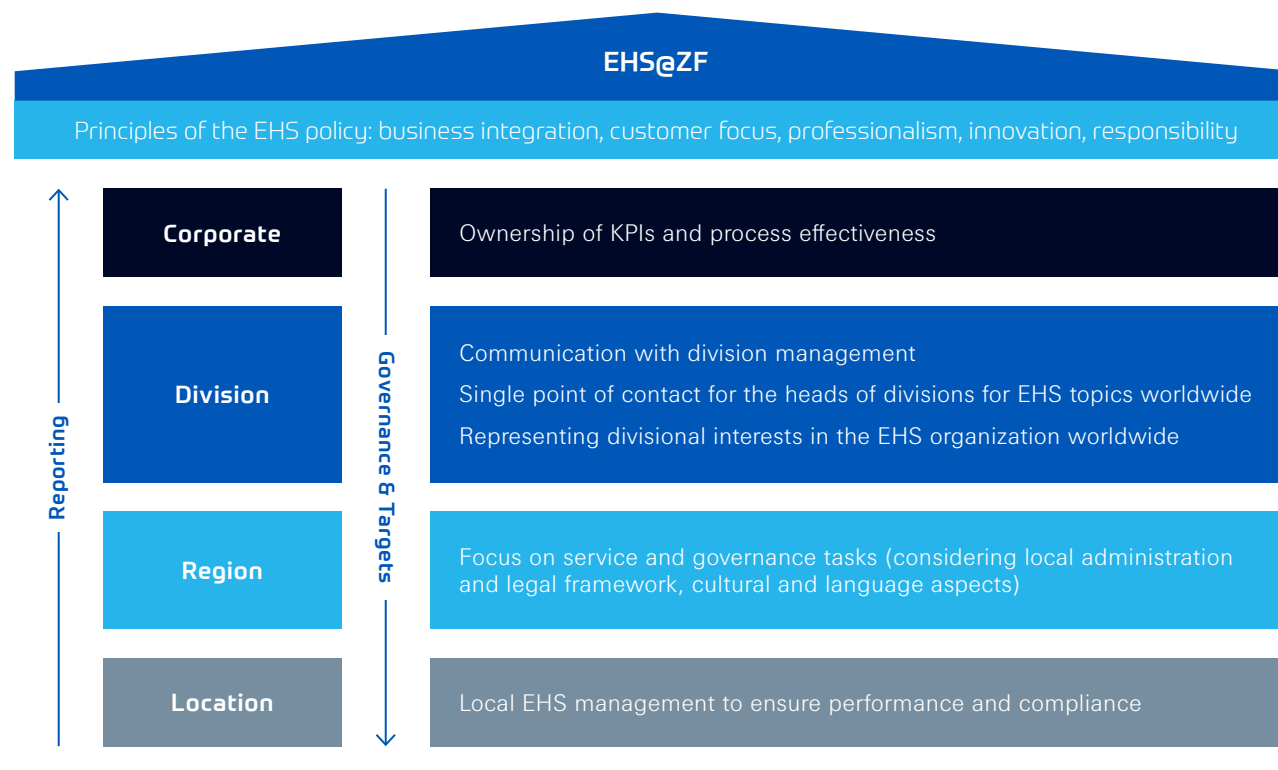 EHS@ZF
Principles of the EHS policy: business integration, customer focus, professionalism, innovation, responsibility
Reporting
Governance & Targets
Corporate
Ownership of KPIs and process effectiveness
Division
Communication with division management
Single point of contact for the heads of divisions for EHS topics worldwide
Representing divisional interests in the EHS organization worldwide
Region
Focus on service and governance tasks (considering local administration
and legal framework, cultural and language aspects)
Location
Local EHS management to ensure performance and compliance